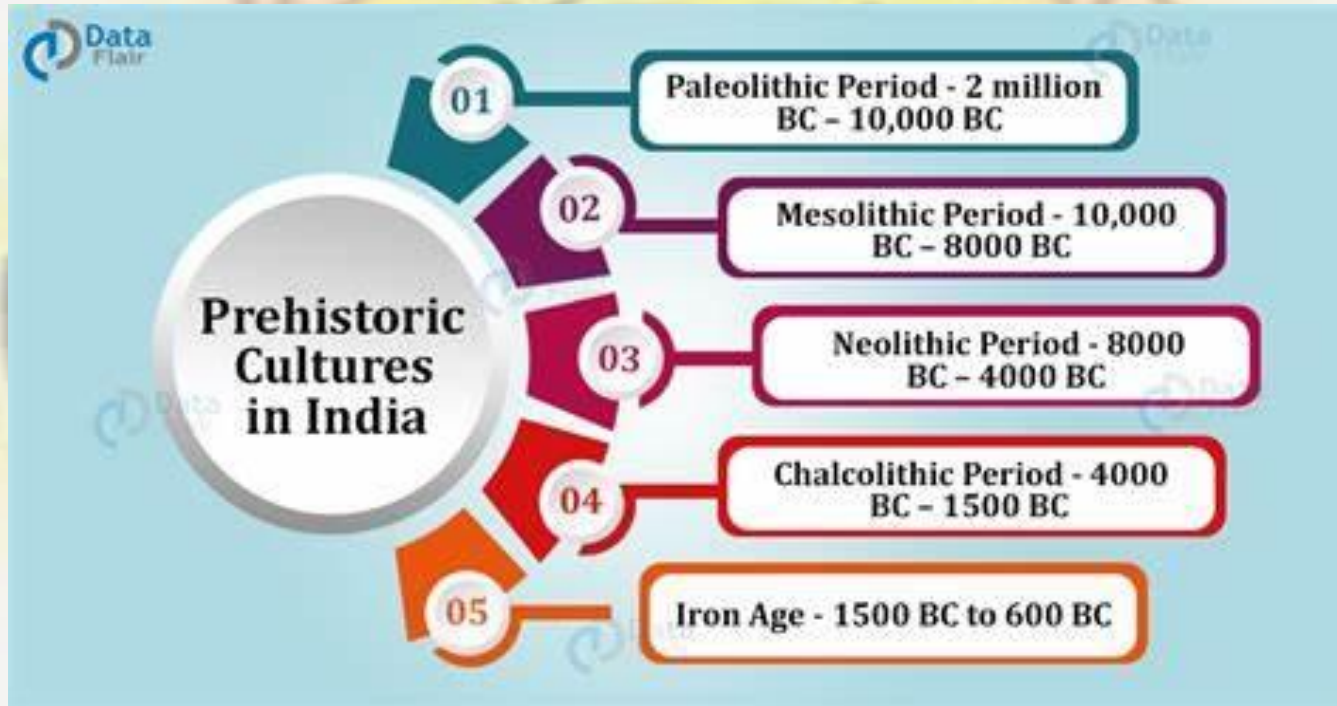 Data
Flair
01
Paleolithic Period - 2 million
BC – 10,000 BC
02
Mesolithic Period - 10,000
BC – 8000 BC
Prehistoric
Cultures
in India
03
Neolithic Period - 8000
BC – 4000 BC
04
Chalcolithic Period - 4000
BC – 1500 BC
05
Iron Age - 1500 BC to 600 BC